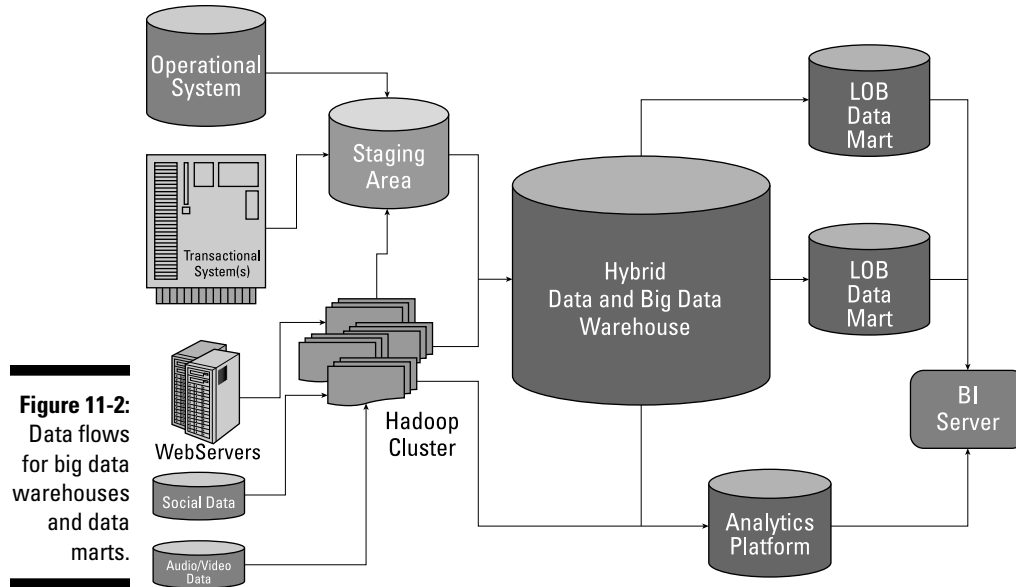 Operational
System
Staging
Area
Transactional
System(s)
WebServers
Social Data
Audio/Video
Data
Hadoop
Cluster
Hybrid
Data and Big Data
Warehouse
LOB
Data
Mart
LOB
Data
Mart
BI
Server
Analytics
Platform
Figure 11-2:
Data flows
for big data
warehouses
and data
marts.